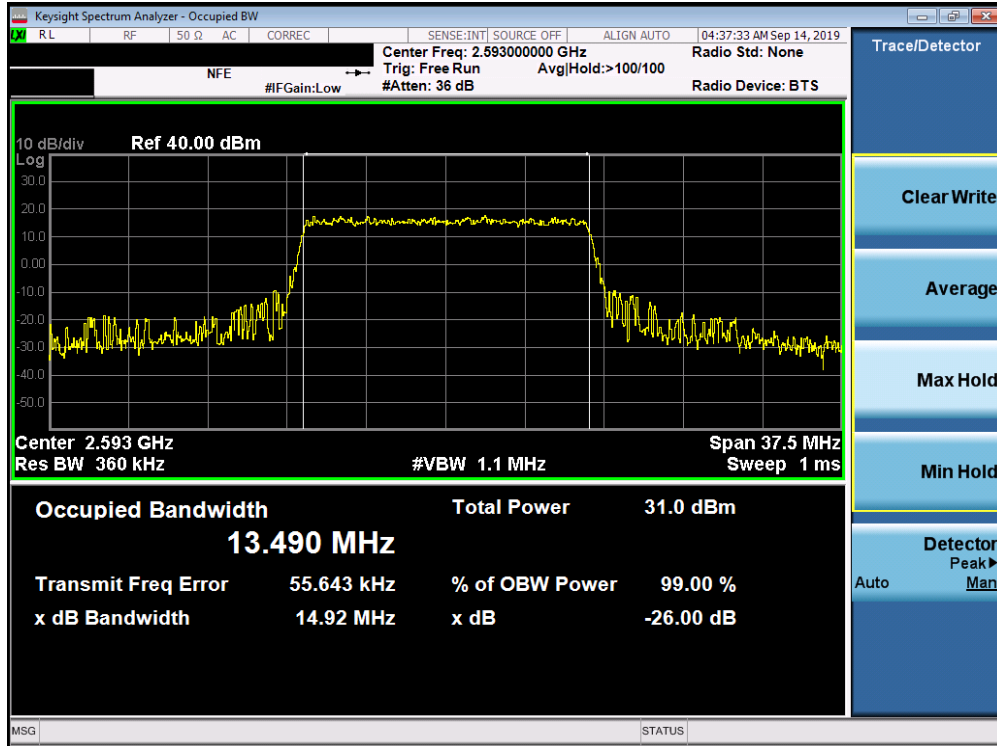 Keysight Spectrum Analyzer - Occupied BW
LXI RL RF 50 Ω AC CORREC SENSE:INT SOURCE OFF ALIGN AUTO 04:37:33 AM Sep 14, 2019
Center Freq: 2.593000000 GHz Radio Std: None
NFE Trig: Free Run Avg|Hold:>100/100
#IFGain:Low #Atten: 36 dB Radio Device: BTS
10 dB/div Ref 40.00 dBm
Log
30.0
20.0
10.0
0.00
-10.0
-20.0
-30.0
-40.0
-50.0
Center 2.593 GHz Span 37.5 MHz
Res BW 360 kHz #VBW 1.1 MHz Sweep 1 ms
Occupied Bandwidth Total Power 31.0 dBm
13.490 MHz
Transmit Freq Error 55.643 kHz % of OBW Power 99.00 %
x dB Bandwidth 14.92 MHz x dB -26.00 dB
MSG STATUS
Trace/Detector
Clear Write
Average
Max Hold
Min Hold
Detector
Peak▶
Auto Man